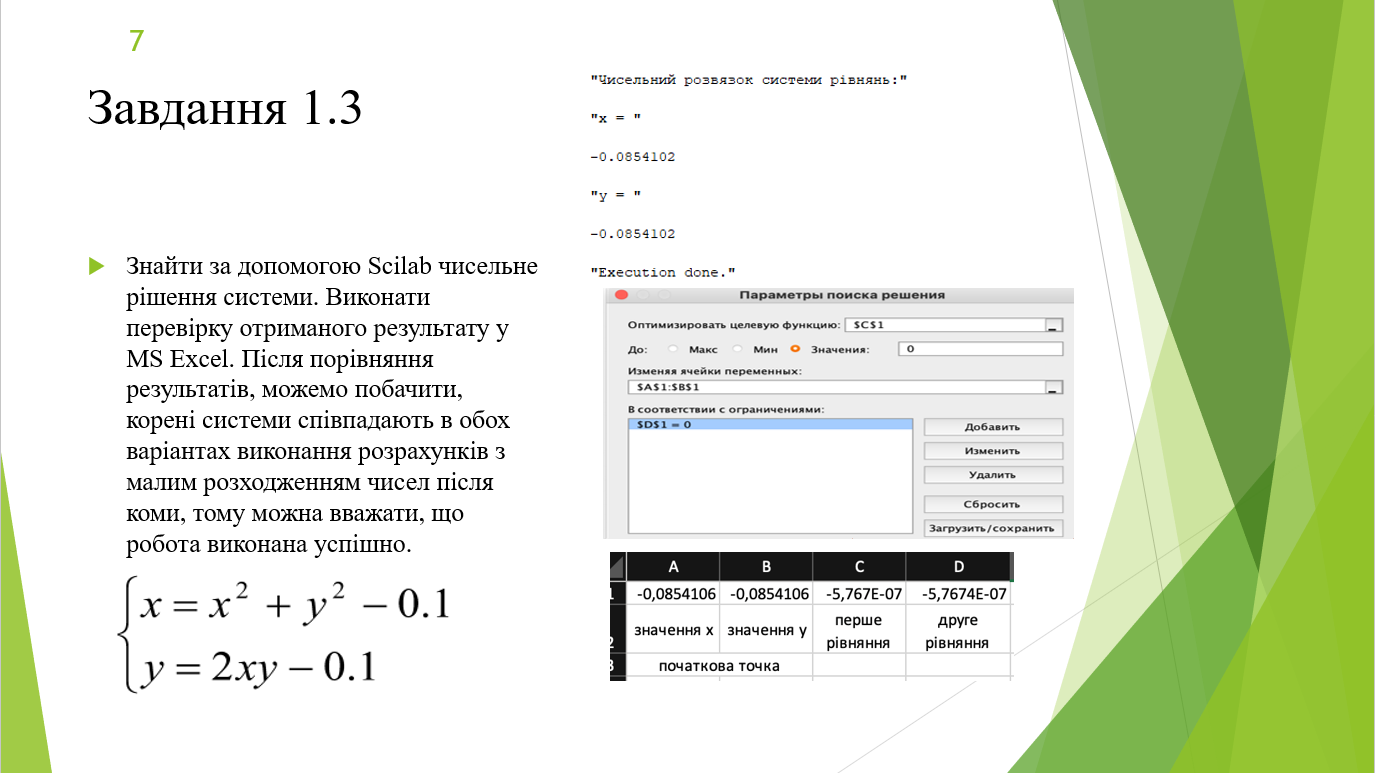 7
Завдання 1.3
Знайти за допомогою Scilab чисельне
рішення системи. Виконати
перевірку отриманого результату у
MS Excel. Після порівняння
результатів, можемо побачити,
корені системи співпадають в обох
варіантах виконання розрахунків з
малим розходженням чисел після
коми, тому можна вважати, що
робота виконана успішно.
x = x² + y² − 0.1
y = 2xy − 0.1
"Чисельний розвязок системи рівнянь:"
"x = "
-0.0854102
"y = "
-0.0854102
"Execution done."
Параметры поиска решения
Оптимизировать целевую функцию: $C$1
До: Макс Мин Значения: 0
Изменяя ячейки переменных:
$A$1:$B$1
В соответствии с ограничениями:
$D$1 = 0
Добавить
Изменить
Удалить
Сбросить
Загрузить/сохранить
A B C D
1 -0,0854106 -0,0854106 -5,767E-07 -5,7674E-07
2 значення x значення y перше рівняння друге рівняння
3 початкова точка